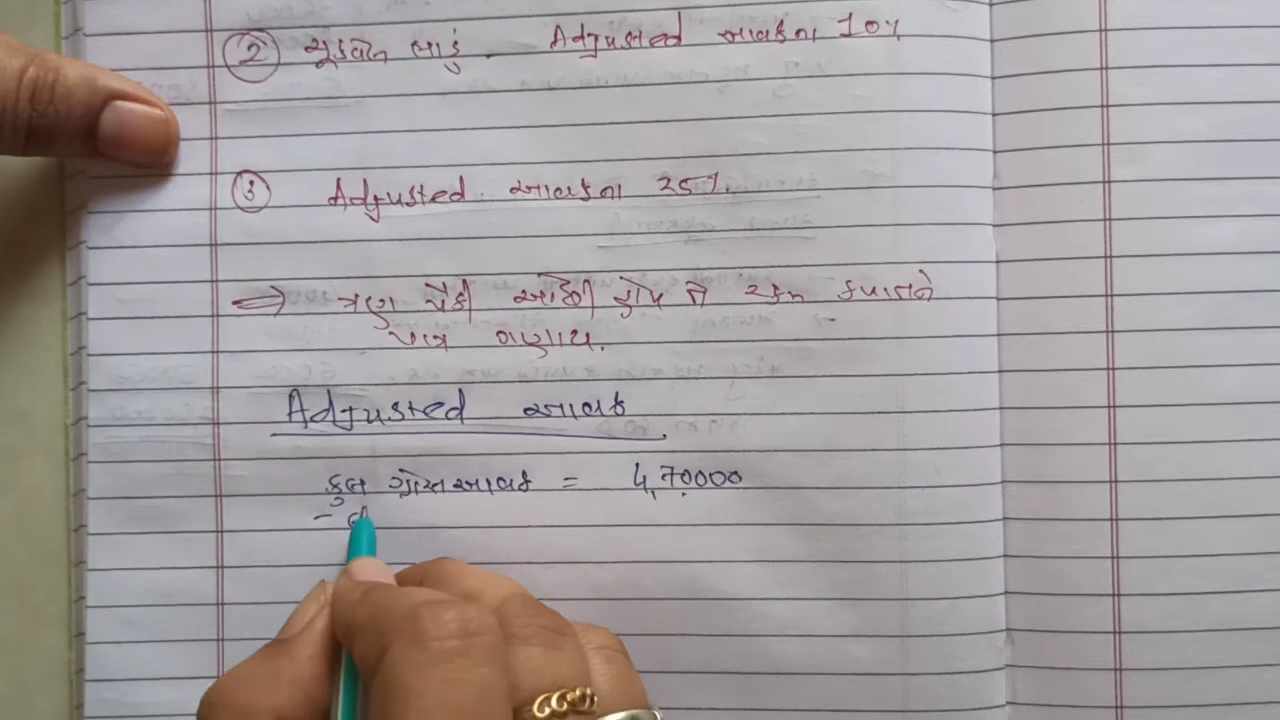 ② ચૂકવેલ ભાડું - Adjusted આવકના 10%
③ Adjusted આવકના 25%.
⇒ ત્રણ પૈકી ઓછી હોય તે રકમ કપાતને
પાત્ર ગણાય.
Adjusted આવક
કુલ ગ્રોસ આવક = 4,70000
-